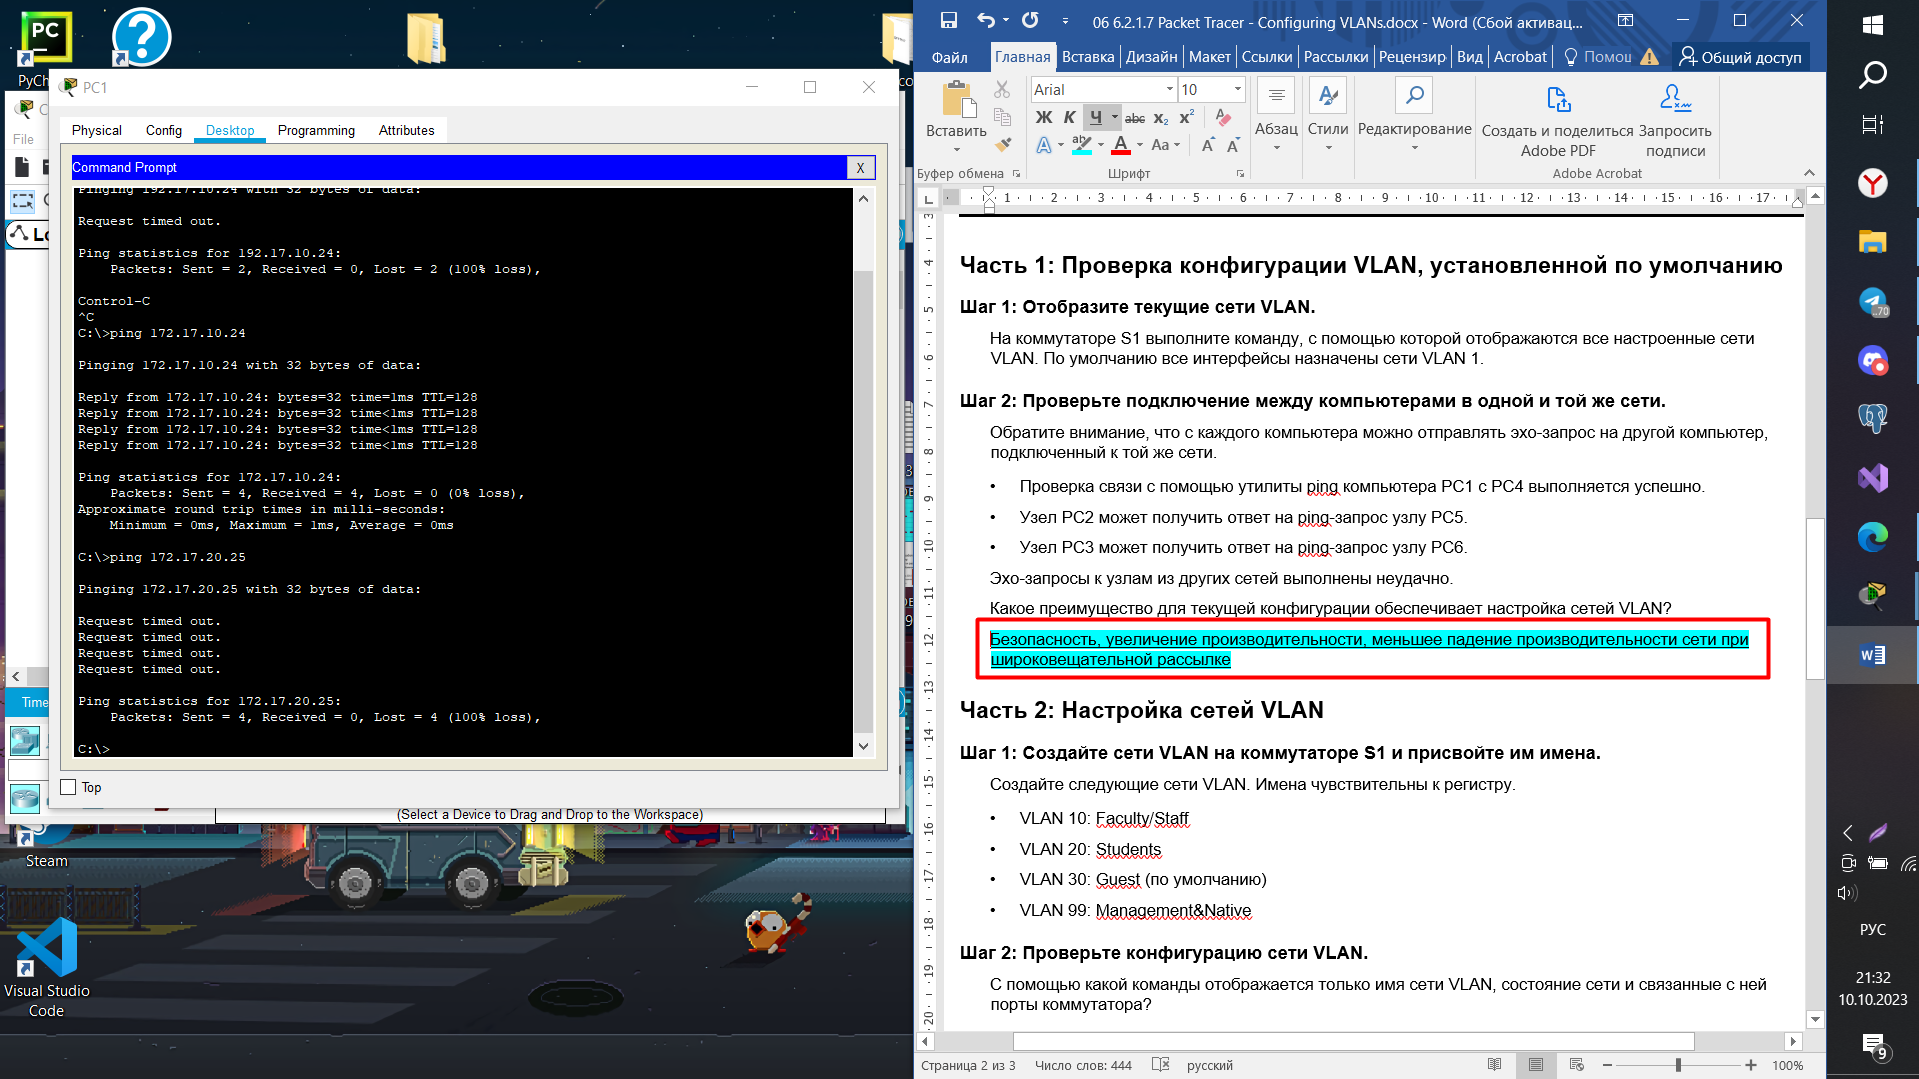 PC1
Physical Config Desktop Programming Attributes
Command Prompt
X
Pinging 192.17.10.24 with 32 bytes of data:
Request timed out.
Ping statistics for 192.17.10.24:
Packets: Sent = 2, Received = 0, Lost = 2 (100% loss),
Control-C
^C
C:\>ping 172.17.10.24
Pinging 172.17.10.24 with 32 bytes of data:
Reply from 172.17.10.24: bytes=32 time=1ms TTL=128
Reply from 172.17.10.24: bytes=32 time<1ms TTL=128
Reply from 172.17.10.24: bytes=32 time<1ms TTL=128
Reply from 172.17.10.24: bytes=32 time<1ms TTL=128
Ping statistics for 172.17.10.24:
Packets: Sent = 4, Received = 4, Lost = 0 (0% loss),
Approximate round trip times in milli-seconds:
Minimum = 0ms, Maximum = 1ms, Average = 0ms
C:\>ping 172.17.20.25
Pinging 172.17.20.25 with 32 bytes of data:
Request timed out.
Request timed out.
Request timed out.
Request timed out.
Ping statistics for 172.17.20.25:
Packets: Sent = 4, Received = 0, Lost = 4 (100% loss),
C:\>
Top
File
Time
(Select a Device to Drag and Drop to the Workspace)
Steam
Visual Studio
Code
06 6.2.1.7 Packet Tracer - Configuring VLANs.docx - Word (Сбой активац...
Файл Главная Вставка Дизайн Макет Ссылки Рассылки Рецензир Вид Acrobat Помощ Общий доступ
Arial 10
Вставить
Ж К Ч abc x₂ x²
Абзац Стили Редактирование
Создать и поделиться
Adobe PDF
Запросить
подписи
Буфер обмена Шрифт Adobe Acrobat
1 2 3 4 5 6 7 8 9 10 11 12 13 14 15 16 17
Часть 1: Проверка конфигурации VLAN, установленной по умолчанию
Шаг 1: Отобразите текущие сети VLAN.
На коммутаторе S1 выполните команду, с помощью которой отображаются все настроенные сети
VLAN. По умолчанию все интерфейсы назначены сети VLAN 1.
Шаг 2: Проверьте подключение между компьютерами в одной и той же сети.
Обратите внимание, что с каждого компьютера можно отправлять эхо-запрос на другой компьютер,
подключенный к той же сети.
• Проверка связи с помощью утилиты ping компьютера PC1 с PC4 выполняется успешно.
• Узел PC2 может получить ответ на ping-запрос узлу PC5.
• Узел PC3 может получить ответ на ping-запрос узлу PC6.
Эхо-запросы к узлам из других сетей выполнены неудачно.
Какое преимущество для текущей конфигурации обеспечивает настройка сетей VLAN?
Безопасность, увеличение производительности, меньшее падение производительности сети при
широковещательной рассылке
Часть 2: Настройка сетей VLAN
Шаг 1: Создайте сети VLAN на коммутаторе S1 и присвойте им имена.
Создайте следующие сети VLAN. Имена чувствительны к регистру.
• VLAN 10: Faculty/Staff
• VLAN 20: Students
• VLAN 30: Guest (по умолчанию)
• VLAN 99: Management&Native
Шаг 2: Проверьте конфигурацию сети VLAN.
С помощью какой команды отображается только имя сети VLAN, состояние сети и связанные с ней
порты коммутатора?
Страница 2 из 3 Число слов: 444 русский 100%
РУС
21:32
10.10.2023
9